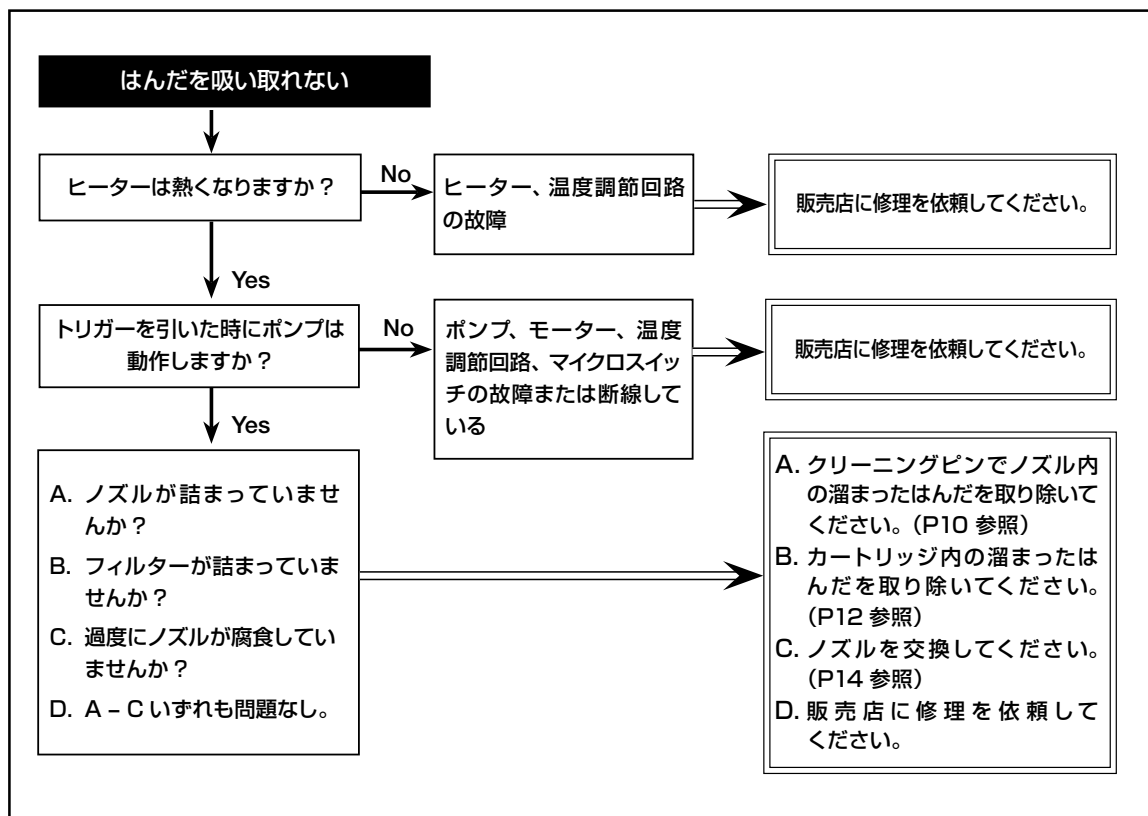 はんだを吸い取れない
ヒーターは熱くなりますか？
No
ヒーター、温度調節回路
の故障
販売店に修理を依頼してください。
Yes
トリガーを引いた時にポンプは
動作しますか？
No
ポンプ、モーター、温度
調節回路、マイクロスイッ
チの故障または断線して
いる
販売店に修理を依頼してください。
Yes
A. ノズルが詰まっていませ
んか？
B. フィルターが詰まっていま
せんか？
C. 過度にノズルが腐食してい
ませんか？
D. A – C いずれも問題なし。
A. クリーニングピンでノズル内
の溜まったはんだを取り除いて
ください。（P10 参照）
B. カートリッジ内の溜まったは
んだを取り除いてください。
（P12 参照）
C. ノズルを交換してください。
（P14 参照）
D. 販売店に修理を依頼して
ください。